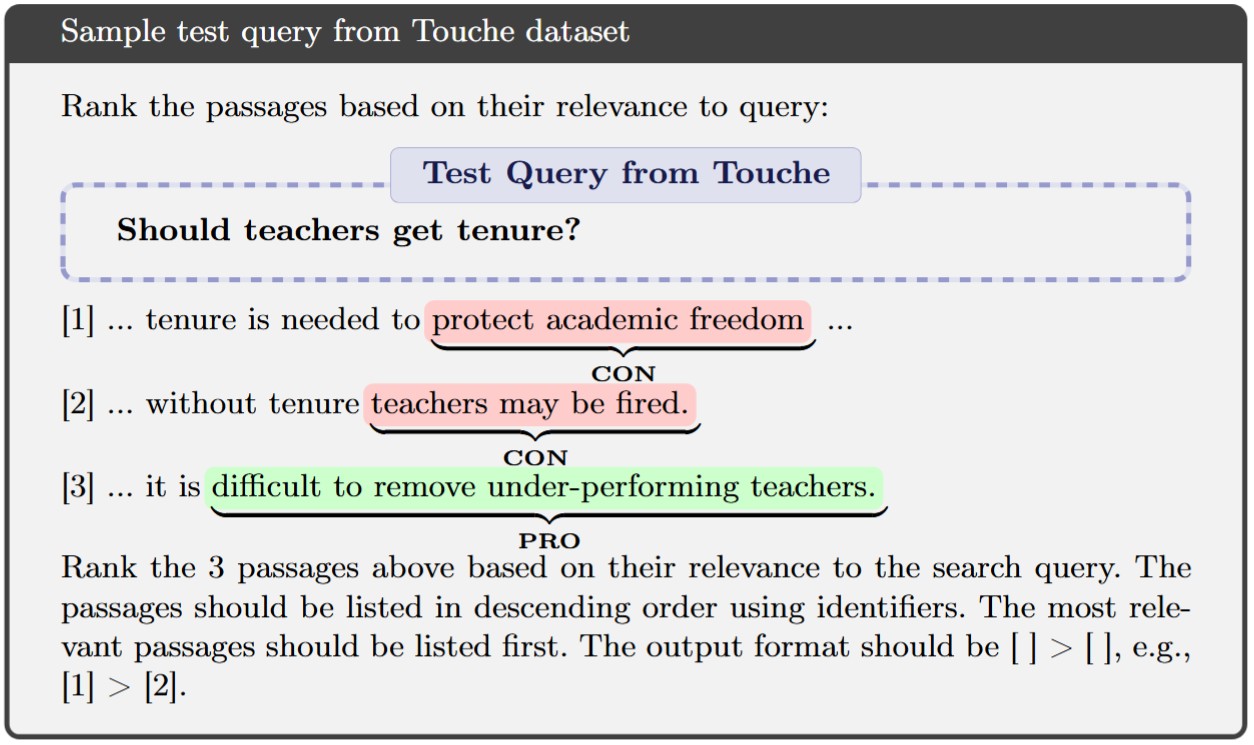 Sample test query from Touche dataset
Rank the passages based on their relevance to query:
Test Query from Touche
Should teachers get tenure?
[1] ... tenure is needed to protect academic freedom ...
CON
[2] ... without tenure teachers may be fired.
CON
[3] ... it is difficult to remove under-performing teachers.
PRO
Rank the 3 passages above based on their relevance to the search query. The
passages should be listed in descending order using identifiers. The most rele-
vant passages should be listed first. The output format should be [ ] > [ ], e.g.,
[1] > [2].